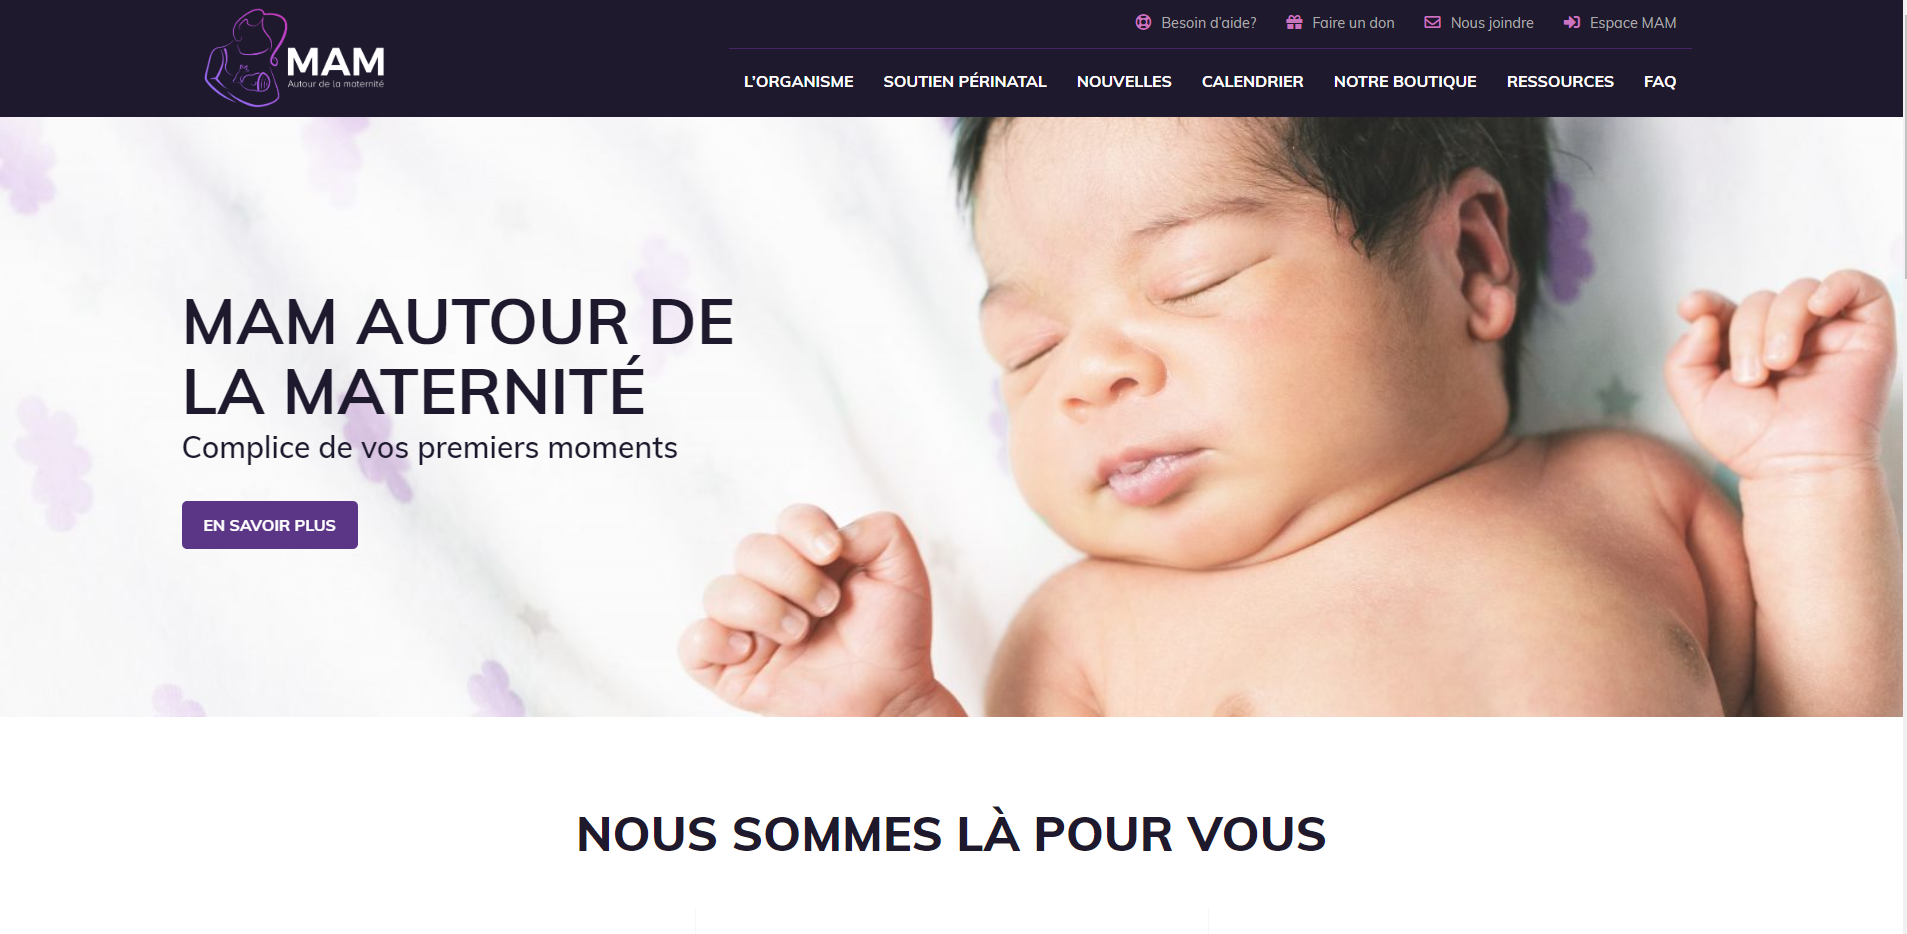 MAM
Autour de la maternité
Besoin d'aide?
Faire un don
Nous joindre
Espace MAM
L'ORGANISME
SOUTIEN PÉRINATAL
NOUVELLES
CALENDRIER
NOTRE BOUTIQUE
RESSOURCES
FAQ
MAM AUTOUR DE
LA MATERNITÉ
Complice de vos premiers moments
EN SAVOIR PLUS
NOUS SOMMES LÀ POUR VOUS